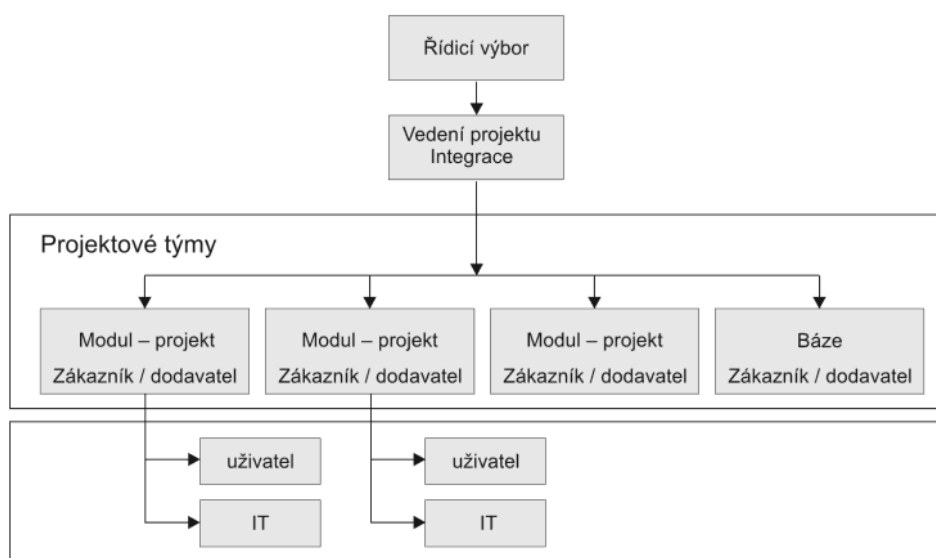 Řídicí výbor
Vedení projektu
Integrace
Projektové týmy
Modul – projekt
Zákazník / dodavatel
Modul – projekt
Zákazník / dodavatel
Modul – projekt
Zákazník / dodavatel
Báze
Zákazník / dodavatel
uživatel
uživatel
IT
IT